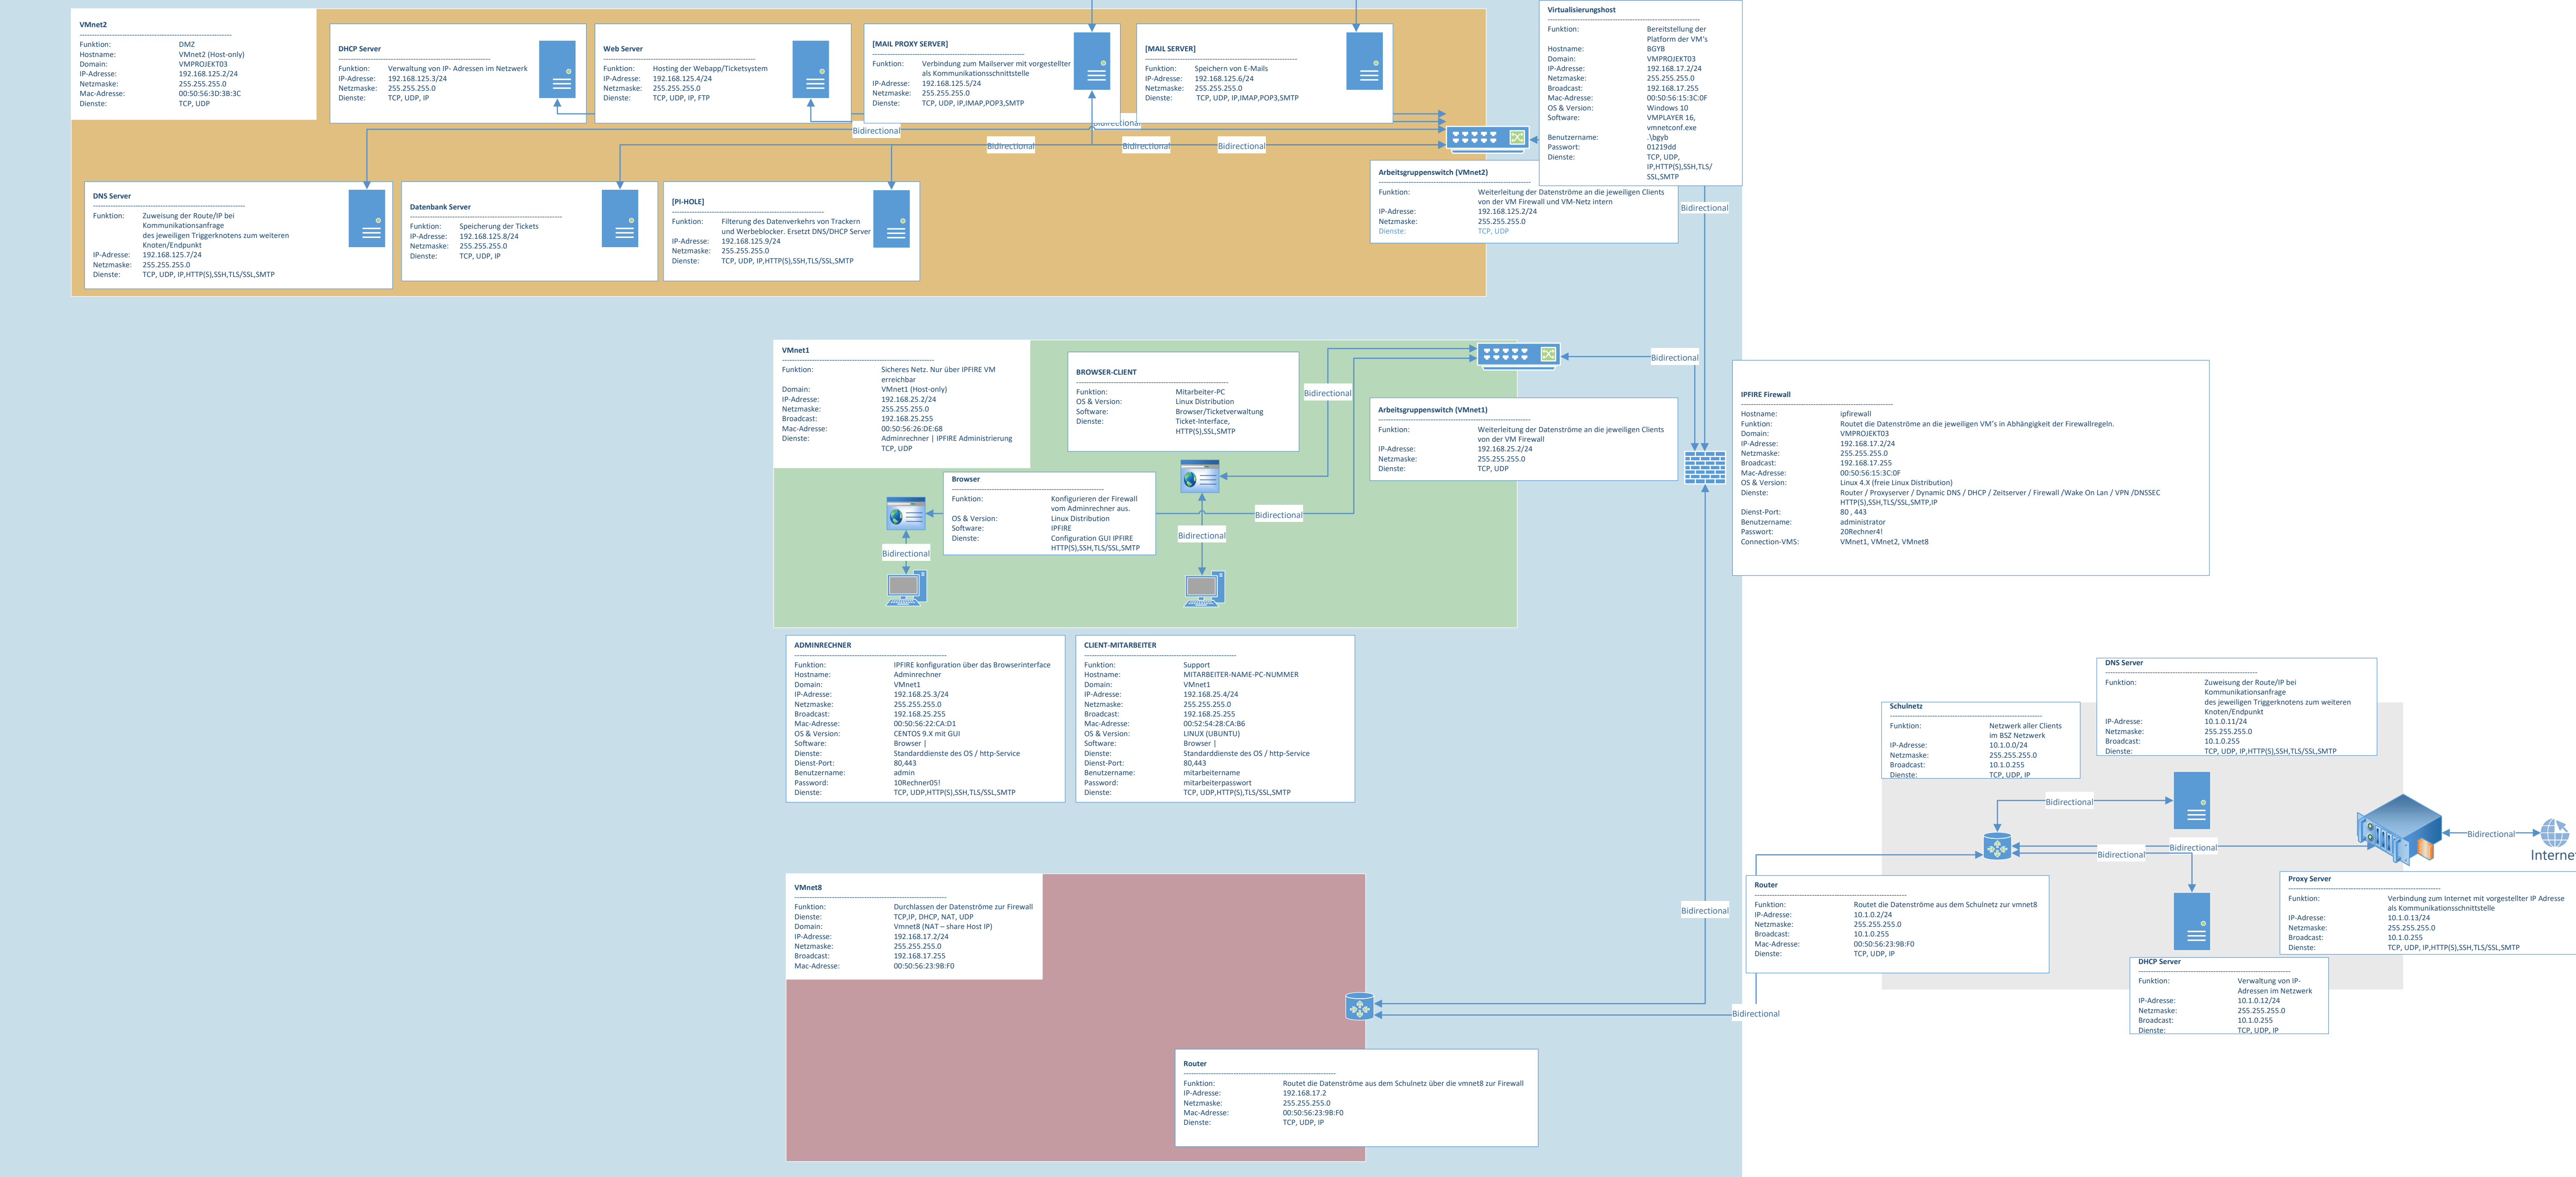 VMnet2
------------------------------------------------------------
Funktion: DMZ
Hostname: VMnet2 (Host-only)
Domain: VMPROJEKT03
IP-Adresse: 192.168.125.2/24
Netzmaske: 255.255.255.0
Mac-Adresse: 00:50:56:3D:3B:3C
Dienste: TCP, UDP
DHCP Server
------------------------------------------------------------
Funktion: Verwaltung von IP- Adressen im Netzwerk
IP-Adresse: 192.168.125.3/24
Netzmaske: 255.255.255.0
Dienste: TCP, UDP, IP
Web Server
------------------------------------------------------------
Funktion: Hosting der Webapp/Ticketsystem
IP-Adresse: 192.168.125.4/24
Netzmaske: 255.255.255.0
Dienste: TCP, UDP, IP, FTP
[MAIL PROXY SERVER]
------------------------------------------------------------
Funktion: Verbindung zum Mailserver mit vorgestellter
als Kommunikationsschnittstelle
IP-Adresse: 192.168.125.5/24
Netzmaske: 255.255.255.0
Dienste: TCP, UDP, IP,IMAP,POP3,SMTP
[MAIL SERVER]
------------------------------------------------------------
Funktion: Speichern von E-Mails
IP-Adresse: 192.168.125.6/24
Netzmaske: 255.255.255.0
Dienste: TCP, UDP, IP,IMAP,POP3,SMTP
Virtualisierungshost
------------------------------------------------------------
Funktion: Bereitstellung der
Platform der VM's
Hostname: BGYB
Domain: VMPROJEKT03
IP-Adresse: 192.168.17.2/24
Netzmaske: 255.255.255.0
Broadcast: 192.168.17.255
Mac-Adresse: 00:50:56:15:3C:0F
OS & Version: Windows 10
Software: VMPLAYER 16,
vmnetconf.exe
Benutzername: .\bgyb
Passwort: 01219dd
Dienste: TCP, UDP,
IP,HTTP(S),SSH,TLS/
SSL,SMTP
Bidirectional
Bidirectional
Bidirectional
Bidirectional
Bidirectional
DNS Server
------------------------------------------------------------
Funktion: Zuweisung der Route/IP bei
Kommunikationsanfrage
des jeweiligen Triggerknotens zum weiteren
Knoten/Endpunkt
IP-Adresse: 192.168.125.7/24
Netzmaske: 255.255.255.0
Dienste: TCP, UDP, IP,HTTP(S),SSH,TLS/SSL,SMTP
Datenbank Server
------------------------------------------------------------
Funktion: Speicherung der Tickets
IP-Adresse: 192.168.125.8/24
Netzmaske: 255.255.255.0
Dienste: TCP, UDP, IP
[PI-HOLE]
------------------------------------------------------------
Funktion: Filterung des Datenverkehrs von Trackern
und Werbeblocker. Ersetzt DNS/DHCP Server
IP-Adresse: 192.168.125.9/24
Netzmaske: 255.255.255.0
Dienste: TCP, UDP, IP,HTTP(S),SSH,TLS/SSL,SMTP
Arbeitsgruppenswitch (VMnet2)
------------------------------------------------------------
Funktion: Weiterleitung der Datenströme an die jeweiligen Clients
von der VM Firewall und VM-Netz intern
IP-Adresse: 192.168.125.2/24
Netzmaske: 255.255.255.0
Dienste: TCP, UDP
Bidirectional
VMnet1
------------------------------------------------------------
Funktion: Sicheres Netz. Nur über IPFIRE VM
erreichbar
Domain: VMnet1 (Host-only)
IP-Adresse: 192.168.25.2/24
Netzmaske: 255.255.255.0
Broadcast: 192.168.25.255
Mac-Adresse: 00:50:56:26:DE:68
Dienste: Adminrechner | IPFIRE Administrierung
TCP, UDP
BROWSER-CLIENT
------------------------------------------------------------
Funktion: Mitarbeiter-PC
OS & Version: Linux Distribution
Software: Browser/Ticketverwaltung
Dienste: Ticket-Interface,
HTTP(S),SSL,SMTP
Bidirectional
Bidirectional
Arbeitsgruppenswitch (VMnet1)
------------------------------------------------------------
Funktion: Weiterleitung der Datenströme an die jeweiligen Clients
von der VM Firewall
IP-Adresse: 192.168.25.2/24
Netzmaske: 255.255.255.0
Dienste: TCP, UDP
Browser
------------------------------------------------------------
Funktion: Konfigurieren der Firewall
vom Adminrechner aus.
OS & Version: Linux Distribution
Software: IPFIRE
Dienste: Configuration GUI IPFIRE
HTTP(S),SSH,TLS/SSL,SMTP
Bidirectional
Bidirectional
Bidirectional
IPFIRE Firewall
------------------------------------------------------------
Hostname: ipfirewall
Funktion: Routet die Datenströme an die jeweiligen VM's in Abhängigkeit der Firewallregeln.
Domain: VMPROJEKT03
IP-Adresse: 192.168.17.2/24
Netzmaske: 255.255.255.0
Broadcast: 192.168.17.255
Mac-Adresse: 00:50:56:15:3C:0F
OS & Version: Linux 4.X (freie Linux Distribution)
Dienste: Router / Proxyserver / Dynamic DNS / DHCP / Zeitserver / Firewall /Wake On Lan / VPN /DNSSEC
HTTP(S),SSH,TLS/SSL,SMTP,IP
Dienst-Port: 80 , 443
Benutzername: administrator
Passwort: 20Rechner4!
Connection-VMS: VMnet1, VMnet2, VMnet8
ADMINRECHNER
------------------------------------------------------------
Funktion: IPFIRE konfiguration über das Browserinterface
Hostname: Adminrechner
Domain: VMnet1
IP-Adresse: 192.168.25.3/24
Netzmaske: 255.255.255.0
Broadcast: 192.168.25.255
Mac-Adresse: 00:50:56:22:CA:D1
OS & Version: CENTOS 9.X mit GUI
Software: Browser |
Dienste: Standarddienste des OS / http-Service
Dienst-Port: 80,443
Benutzername: admin
Password: 10Rechner05!
Dienste: TCP, UDP,HTTP(S),SSH,TLS/SSL,SMTP
CLIENT-MITARBEITER
------------------------------------------------------------
Funktion: Support
Hostname: MITARBEITER-NAME-PC-NUMMER
Domain: VMnet1
IP-Adresse: 192.168.25.4/24
Netzmaske: 255.255.255.0
Broadcast: 192.168.25.255
Mac-Adresse: 00:52:54:28:CA:B6
OS & Version: LINUX (UBUNTU)
Software: Browser |
Dienste: Standarddienste des OS / http-Service
Dienst-Port: 80,443
Benutzername: mitarbeitername
Password: mitarbeiterpasswort
Dienste: TCP, UDP,HTTP(S),TLS/SSL,SMTP
DNS Server
------------------------------------------------------------
Funktion: Zuweisung der Route/IP bei
Kommunikationsanfrage
des jeweiligen Triggerknotens zum weiteren
Knoten/Endpunkt
IP-Adresse: 10.1.0.11/24
Netzmaske: 255.255.255.0
Broadcast: 10.1.0.255
Dienste: TCP, UDP, IP,HTTP(S),SSH,TLS/SSL,SMTP
Schulnetz
------------------------------------------------------------
Funktion: Netzwerk aller Clients
im BSZ Netzwerk
IP-Adresse: 10.1.0.0/24
Netzmaske: 255.255.255.0
Broadcast: 10.1.0.255
Dienste: TCP, UDP, IP
Bidirectional
Bidirectional
Bidirectional
Bidirectional
Internet
VMnet8
------------------------------------------------------------
Funktion: Durchlassen der Datenströme zur Firewall
Dienste: TCP,IP, DHCP, NAT, UDP
Domain: Vmnet8 (NAT – share Host IP)
IP-Adresse: 192.168.17.2/24
Netzmaske: 255.255.255.0
Broadcast: 192.168.17.255
Mac-Adresse: 00:50:56:23:9B:F0
Bidirectional
Router
------------------------------------------------------------
Funktion: Routet die Datenströme aus dem Schulnetz zur vmnet8
IP-Adresse: 10.1.0.2/24
Netzmaske: 255.255.255.0
Broadcast: 10.1.0.255
Mac-Adresse: 00:50:56:23:9B:F0
Dienste: TCP, UDP, IP
Proxy Server
------------------------------------------------------------
Funktion: Verbindung zum Internet mit vorgestellter IP Adresse
als Kommunikationsschnittstelle
IP-Adresse: 10.1.0.13/24
Netzmaske: 255.255.255.0
Broadcast: 10.1.0.255
Dienste: TCP, UDP, IP,HTTP(S),SSH,TLS/SSL,SMTP
DHCP Server
------------------------------------------------------------
Funktion: Verwaltung von IP-
Adressen im Netzwerk
IP-Adresse: 10.1.0.12/24
Netzmaske: 255.255.255.0
Broadcast: 10.1.0.255
Dienste: TCP, UDP, IP
Bidirectional
Router
------------------------------------------------------------
Funktion: Routet die Datenströme aus dem Schulnetz über die vmnet8 zur Firewall
IP-Adresse: 192.168.17.2
Netzmaske: 255.255.255.0
Mac-Adresse: 00:50:56:23:9B:F0
Dienste: TCP, UDP, IP